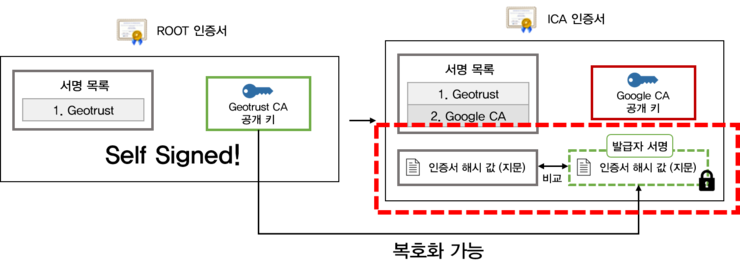 ROOT 인증서
서명 목록
1. Geotrust
Geotrust CA
공개 키
Self Signed!
ICA 인증서
서명 목록
1. Geotrust
2. Google CA
Google CA
공개 키
발급자 서명
인증서 해시 값 (지문)
비교
인증서 해시 값 (지문)
복호화 가능